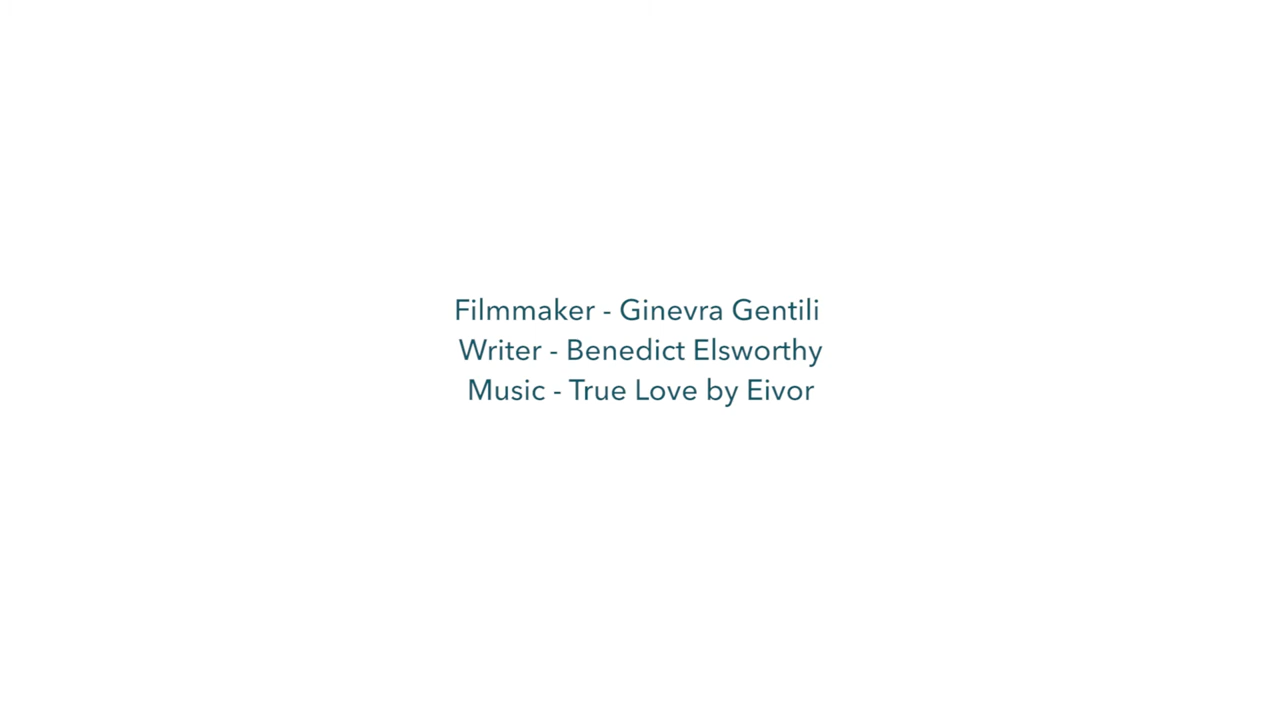 Filmmaker - Ginevra Gentili
Writer - Benedict Elsworthy
Music - True Love by Eivor